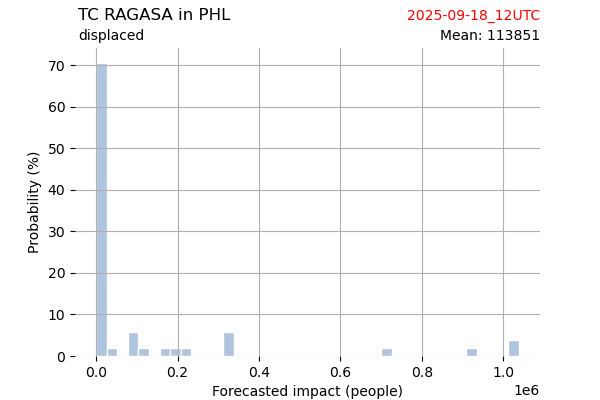 TC RAGASA in PHL
2025-09-18_12UTC
displaced
Mean: 113851
70
60
50
40
30
20
10
0
Probability (%)
0.0 0.2 0.4 0.6 0.8 1.0
1e6
Forecasted impact (people)